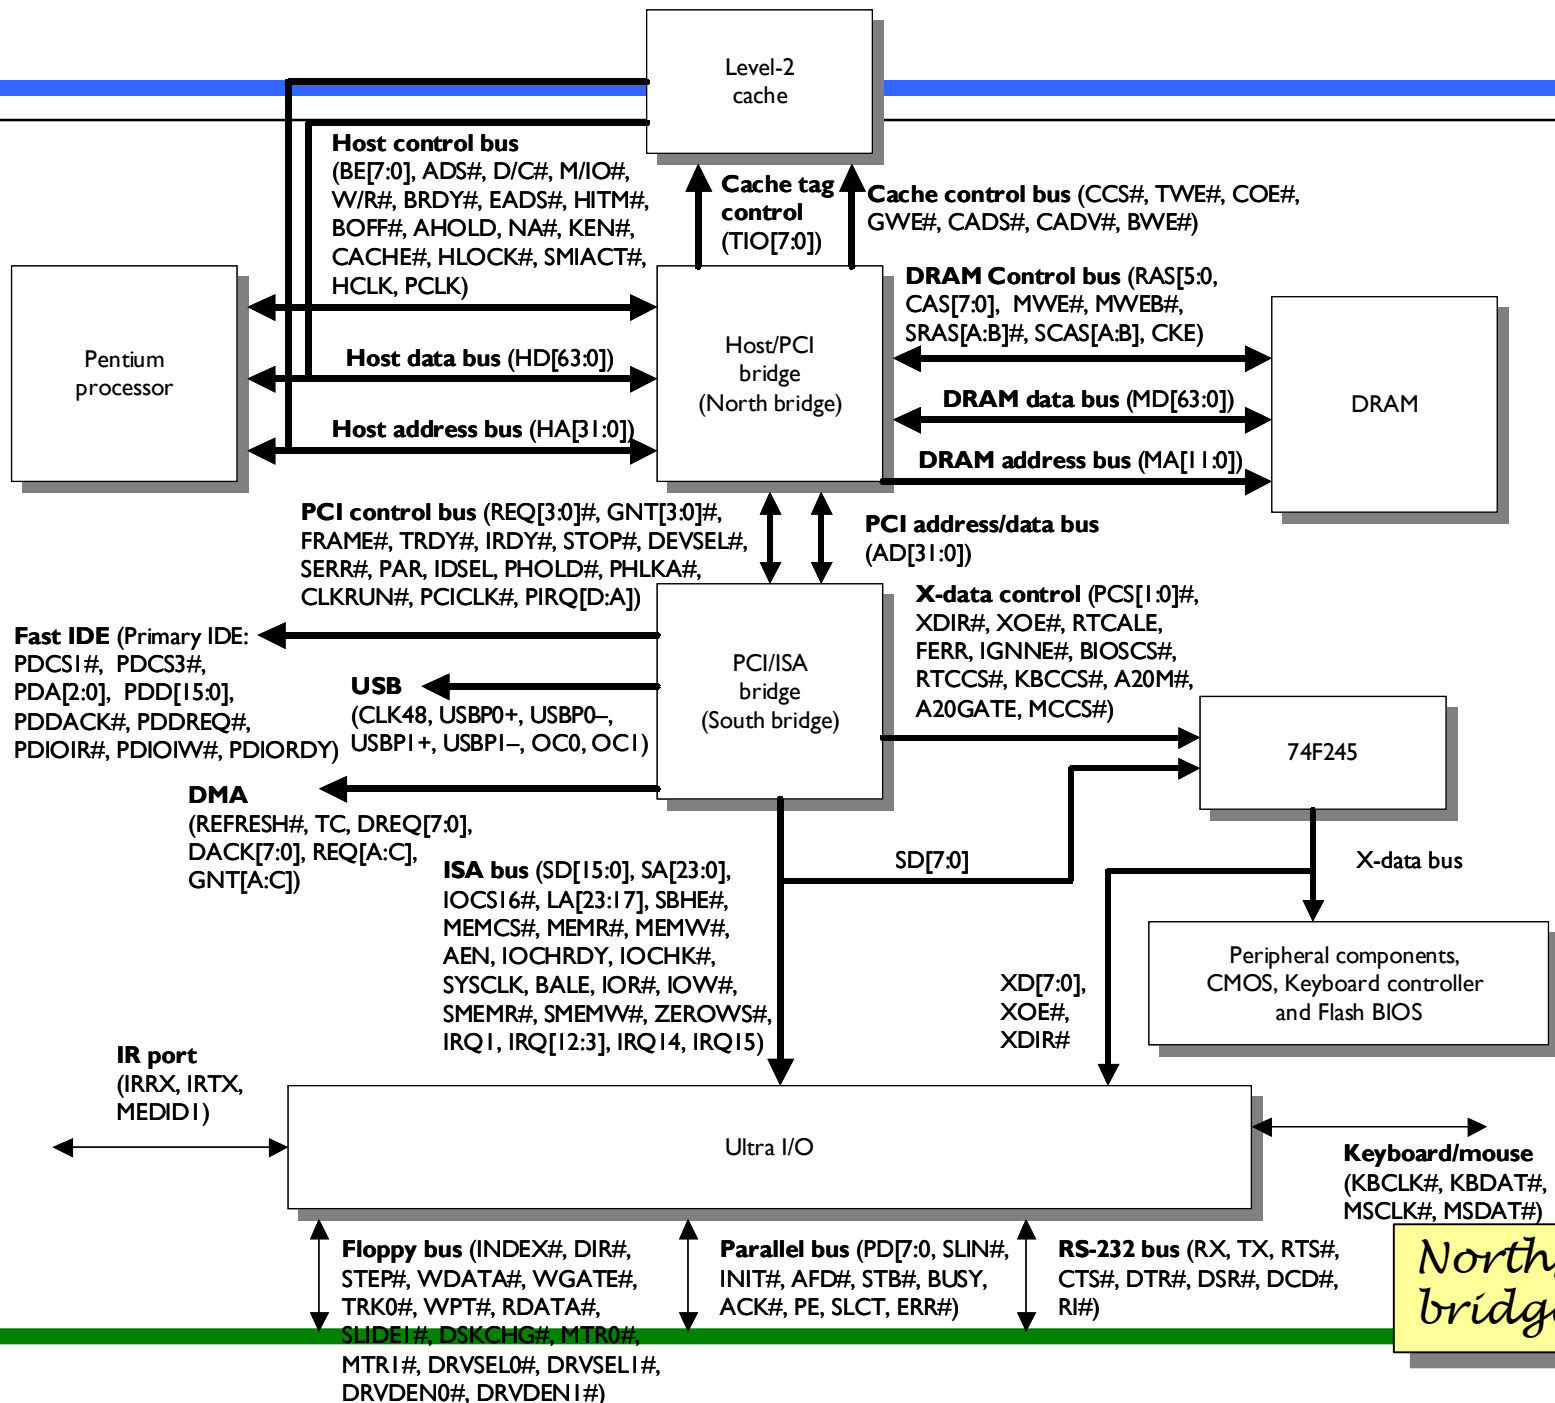 Level-2
cache
Host control bus
(BE[7:0], ADS#, D/C#, M/IO#,
W/R#, BRDY#, EADS#, HITM#,
BOFF#, AHOLD, NA#, KEN#,
CACHE#, HLOCK#, SMIACT#,
HCLK, PCLK)
Cache tag
control
(TIO[7:0])
Cache control bus (CCS#, TWE#, COE#,
GWE#, CADS#, CADV#, BWE#)
DRAM Control bus (RAS[5:0,
CAS[7:0], MWE#, MWEB#,
SRAS[A:B]#, SCAS[A:B], CKE)
Pentium
processor
Host data bus (HD[63:0])
Host address bus (HA[31:0])
Host/PCI
bridge
(North bridge)
DRAM data bus (MD[63:0])
DRAM address bus (MA[11:0])
DRAM
PCI control bus (REQ[3:0]#, GNT[3:0]#,
FRAME#, TRDY#, IRDY#, STOP#, DEVSEL#,
SERR#, PAR, IDSEL, PHOLD#, PHLKA#,
CLKRUN#, PCICLK#, PIRQ[D:A])
PCI address/data bus
(AD[31:0])
X-data control (PCS[1:0]#,
XDIR#, XOE#, RTCALE,
FERR, IGNNE#, BIOSCS#,
RTCCS#, KBCCS#, A20M#,
A20GATE, MCCS#)
Fast IDE (Primary IDE:
PDCS1#, PDCS3#,
PDA[2:0], PDD[15:0],
PDDACK#, PDDREQ#,
PDIOIR#, PDIOIW#, PDIORDY)
USB
(CLK48, USBP0+, USBP0–,
USBP1+, USBP1–, OC0, OC1)
PCI/ISA
bridge
(South bridge)
74F245
DMA
(REFRESH#, TC, DREQ[7:0],
DACK[7:0], REQ[A:C],
GNT[A:C])
SD[7:0]
X-data bus
ISA bus (SD[15:0], SA[23:0],
IOCS16#, LA[23:17], SBHE#,
MEMCS#, MEMR#, MEMW#,
AEN, IOCHRDY, IOCHK#,
SYSCLK, BALE, IOR#, IOW#,
SMEMR#, SMEMW#, ZEROWS#,
IRQ1, IRQ[12:3], IRQ14, IRQ15)
XD[7:0],
XOE#,
XDIR#
Peripheral components,
CMOS, Keyboard controller
and Flash BIOS
IR port
(IRRX, IRTX,
MEDID1)
Ultra I/O
Keyboard/mouse
(KBCLK#, KBDAT#,
MSCLK#, MSDAT#)
Floppy bus (INDEX#, DIR#,
STEP#, WDATA#, WGATE#,
TRK0#, WPT#, RDATA#,
SLIDE1#, DSKCHG#, MTR0#,
MTR1#, DRVSEL0#, DRVSEL1#,
DRVDEN0#, DRVDEN1#)
Parallel bus (PD[7:0, SLIN#,
INIT#, AFD#, STB#, BUSY,
ACK#, PE, SLCT, ERR#)
RS-232 bus (RX, TX, RTS#,
CTS#, DTR#, DSR#, DCD#,
RI#)
North